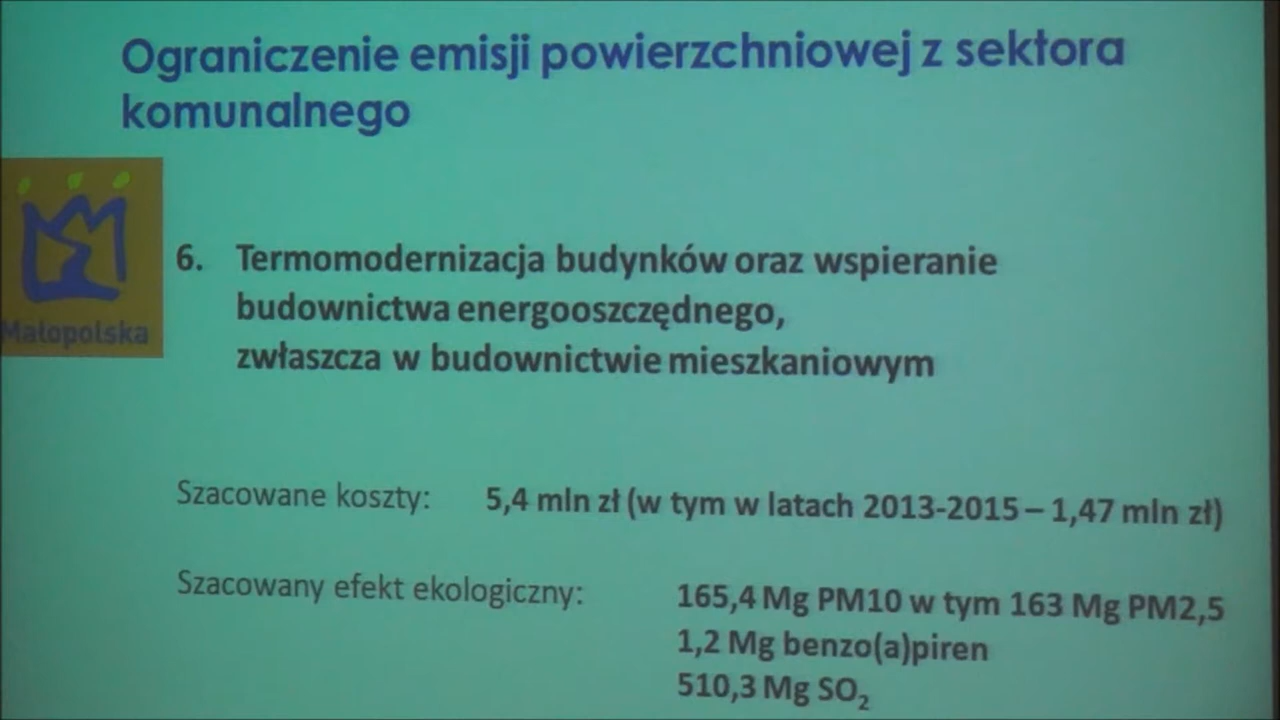 Ograniczenie emisji powierzchniowej z sektora
komunalnego
Małopolska
6. Termomodernizacja budynków oraz wspieranie
budownictwa energooszczędnego,
zwłaszcza w budownictwie mieszkaniowym
Szacowane koszty: 5,4 mln zł (w tym w latach 2013-2015 – 1,47 mln zł)
Szacowany efekt ekologiczny: 165,4 Mg PM10 w tym 163 Mg PM2,5
1,2 Mg benzo(a)piren
510,3 Mg SO₂